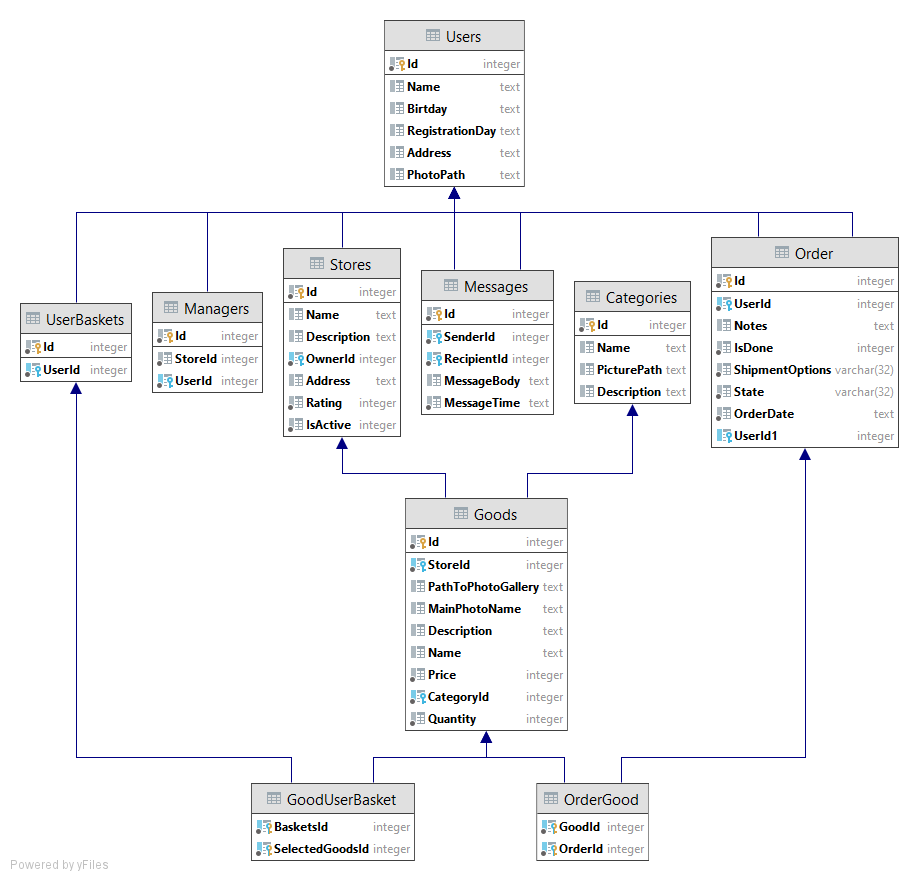 Users
Id integer
Name text
Birtday text
RegistrationDay text
Address text
PhotoPath text
UserBaskets
Id integer
UserId integer
Managers
Id integer
StoreId integer
UserId integer
Stores
Id integer
Name text
Description text
OwnerId integer
Address text
Rating integer
IsActive integer
Messages
Id integer
SenderId integer
RecipientId integer
MessageBody text
MessageTime text
Categories
Id integer
Name text
PicturePath text
Description text
Order
Id integer
UserId integer
Notes text
IsDone integer
ShipmentOptions varchar(32)
State varchar(32)
OrderDate text
UserId1 integer
Goods
Id integer
StoreId integer
PathToPhotoGallery text
MainPhotoName text
Description text
Name text
Price integer
CategoryId integer
Quantity integer
GoodUserBasket
BasketsId integer
SelectedGoodsId integer
OrderGood
GoodId integer
OrderId integer
Powered by yFiles